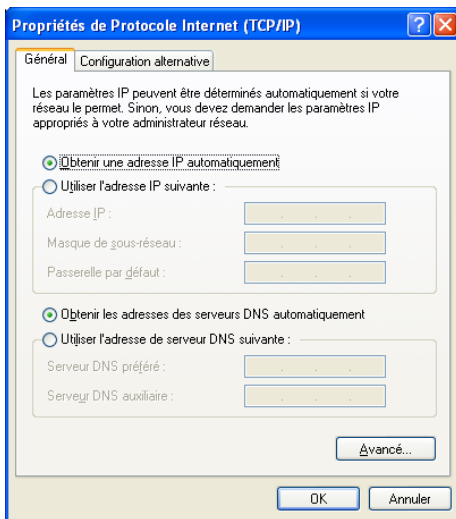 Propriétés de Protocole Internet (TCP/IP)
Général
Configuration alternative
Les paramètres IP peuvent être déterminés automatiquement si votre
réseau le permet. Sinon, vous devez demander les paramètres IP
appropriés à votre administrateur réseau.
Obtenir une adresse IP automatiquement
Utiliser l'adresse IP suivante :
Adresse IP :
Masque de sous-réseau :
Passerelle par défaut :
Obtenir les adresses des serveurs DNS automatiquement
Utiliser l'adresse de serveur DNS suivante :
Serveur DNS préféré :
Serveur DNS auxiliaire :
Avancé...
OK
Annuler